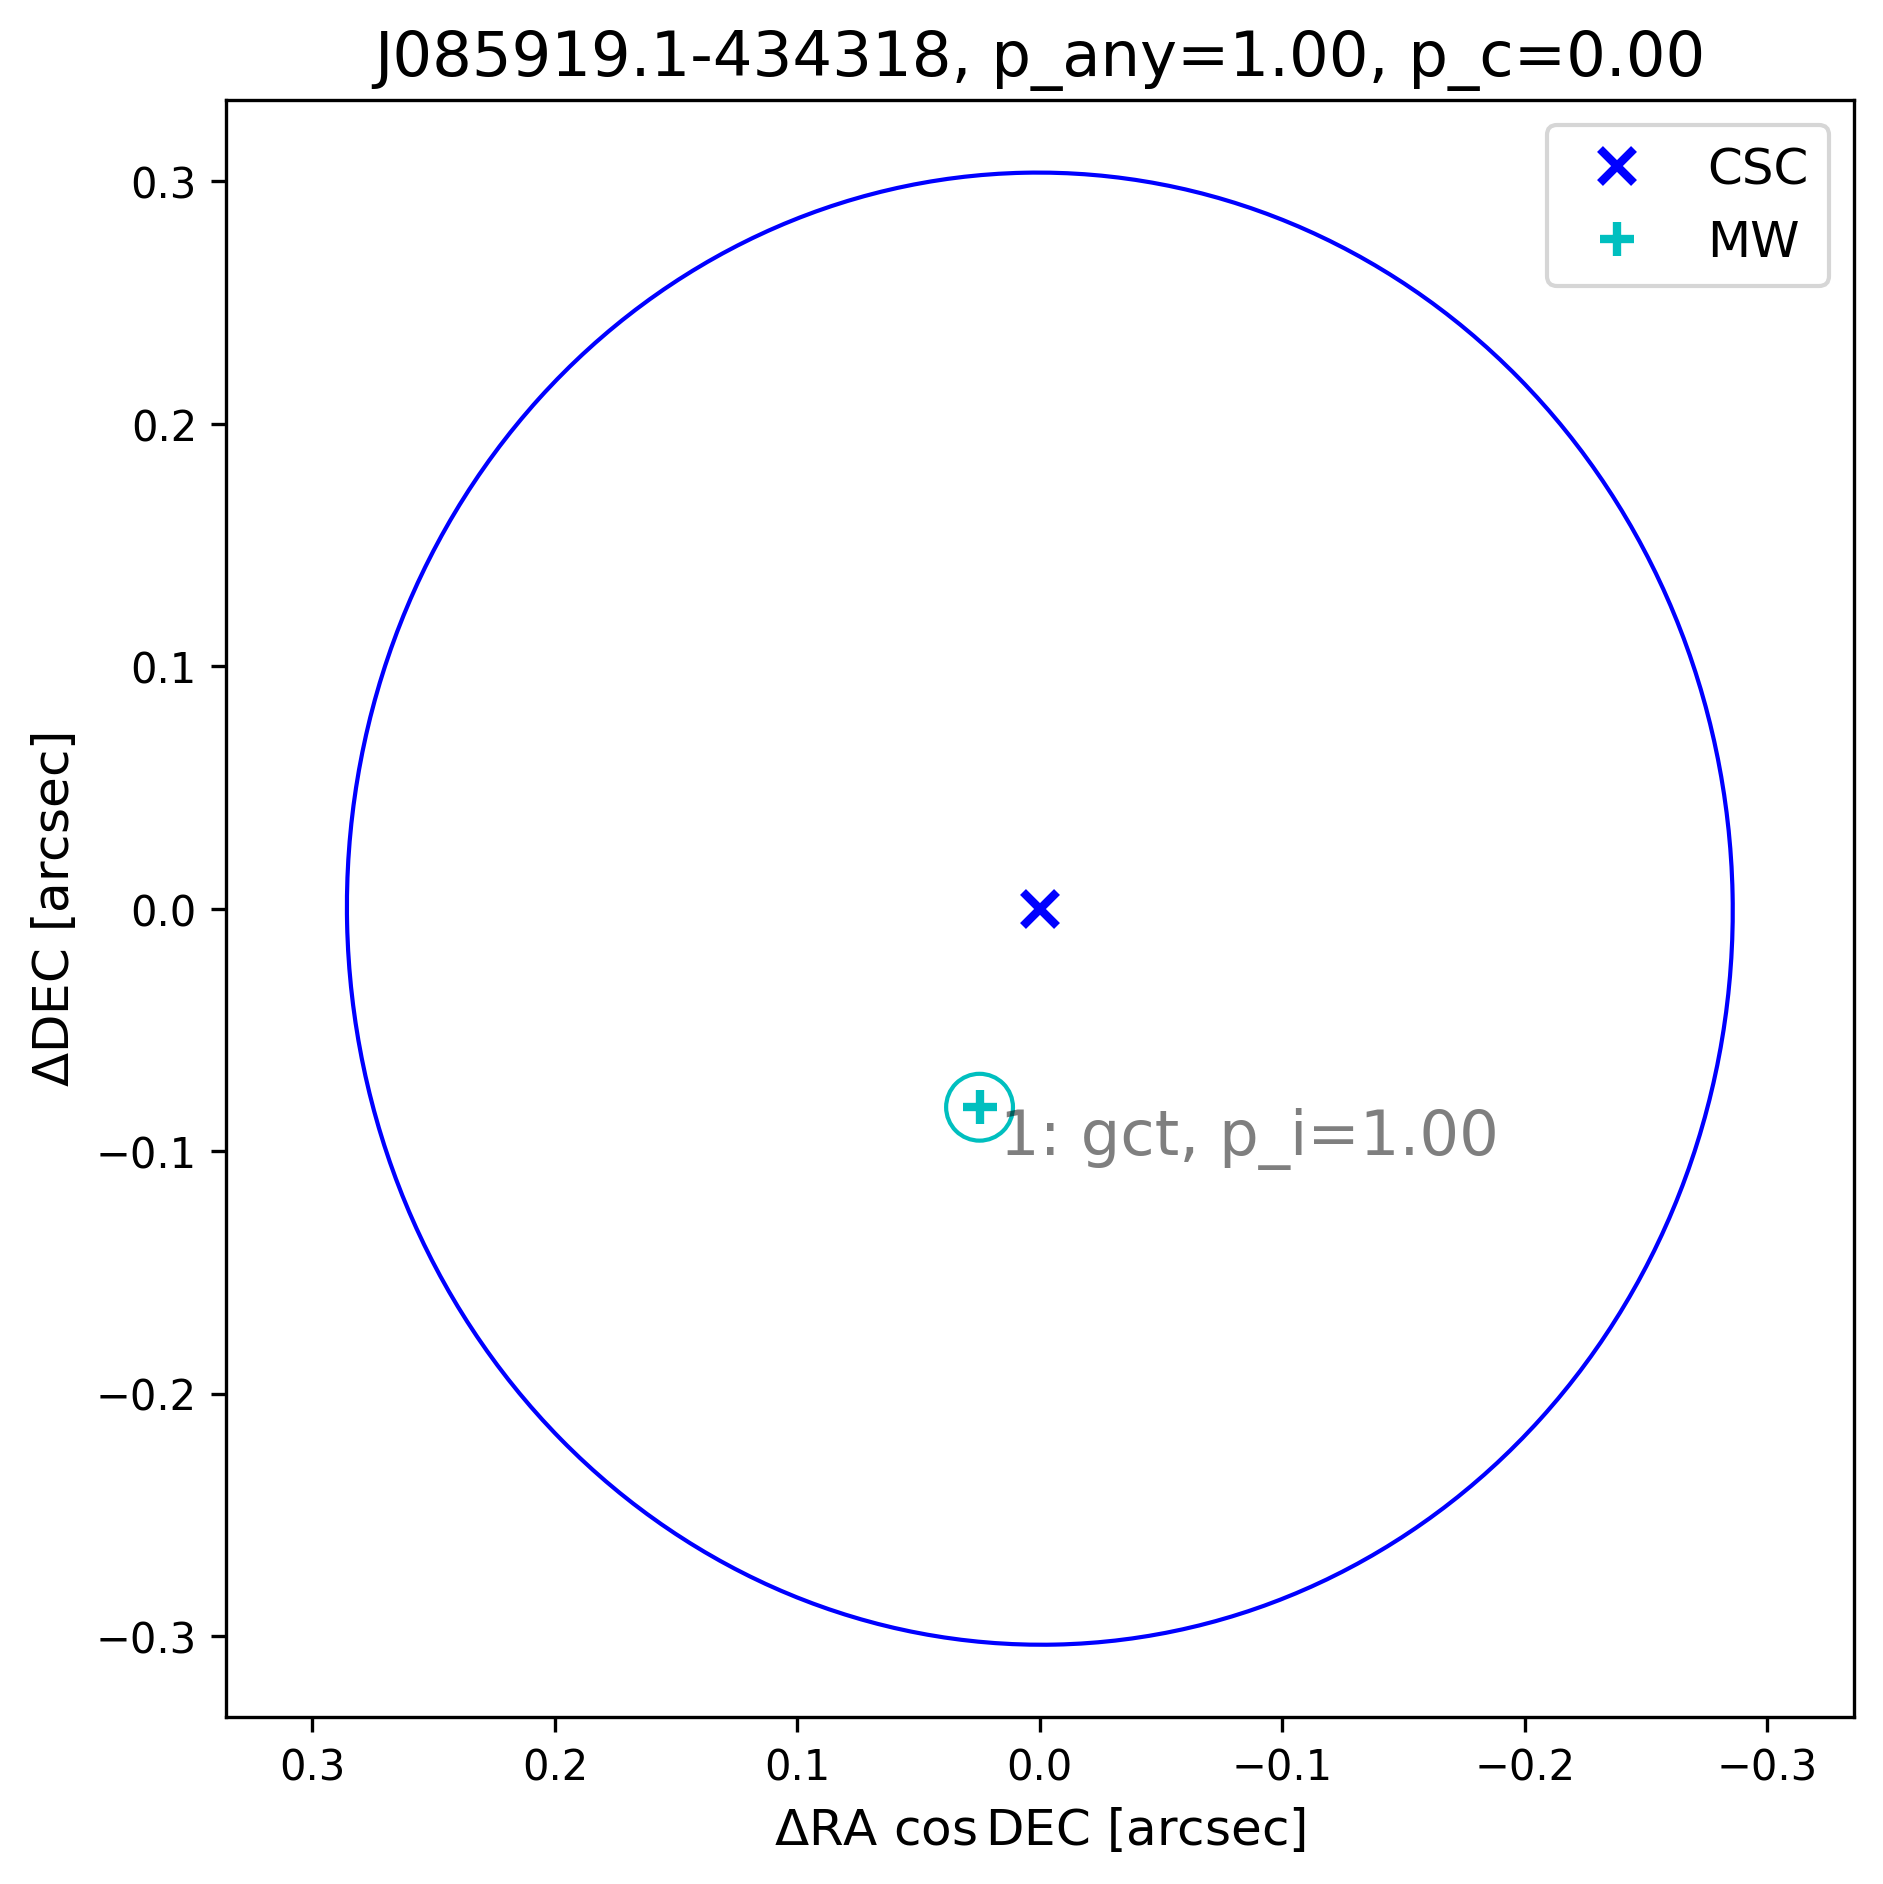 J085919.1-434318, p_any=1.00, p_c=0.00
CSC
MW
0.3
0.2
0.1
0.0
−0.1
−0.2
−0.3
ΔDEC [arcsec]
1: gct, p_i=1.00
0.3
0.2
0.1
0.0
−0.1
−0.2
−0.3
ΔRA cos DEC [arcsec]